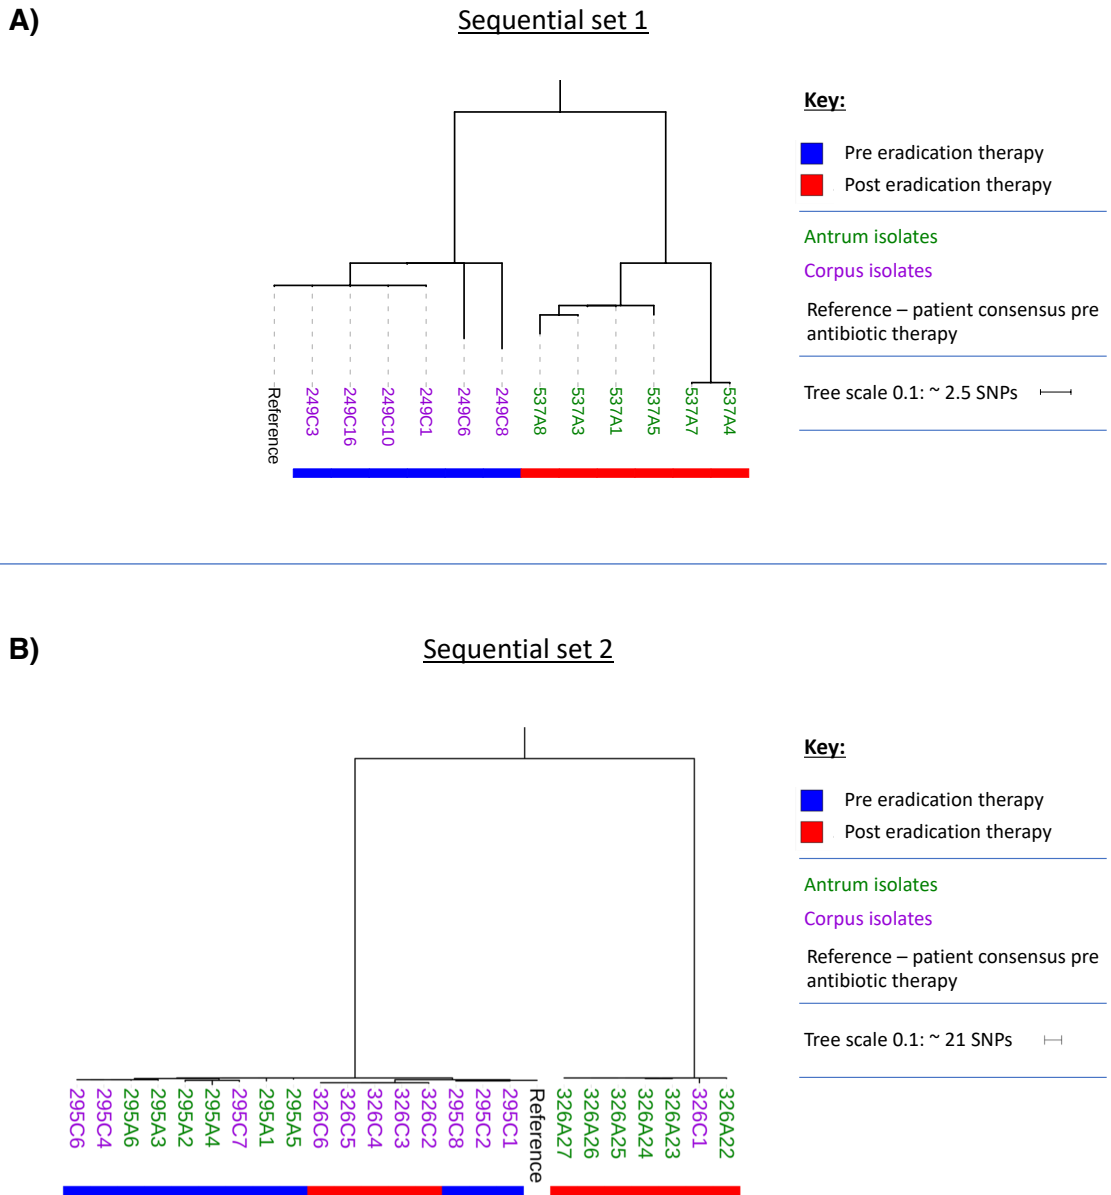 A)
Sequential set 1
Key:
Pre eradication therapy
Post eradication therapy
Antrum isolates
Corpus isolates
Reference – patient consensus pre
antibiotic therapy
Tree scale 0.1: ~ 2.5 SNPs
Reference
249C3
249C16
249C10
249C1
249C6
249C8
537A8
537A3
537A1
537A5
537A7
537A4
B)
Sequential set 2
Key:
Pre eradication therapy
Post eradication therapy
Antrum isolates
Corpus isolates
Reference – patient consensus pre
antibiotic therapy
Tree scale 0.1: ~ 21 SNPs
295C6
295C4
295A6
295A3
295A2
295A4
295C7
295A1
295A5
326C6
326C5
326C4
326C3
326C2
295C8
295C2
295C1
Reference
326A27
326A26
326A25
326A24
326A23
326C1
326A22